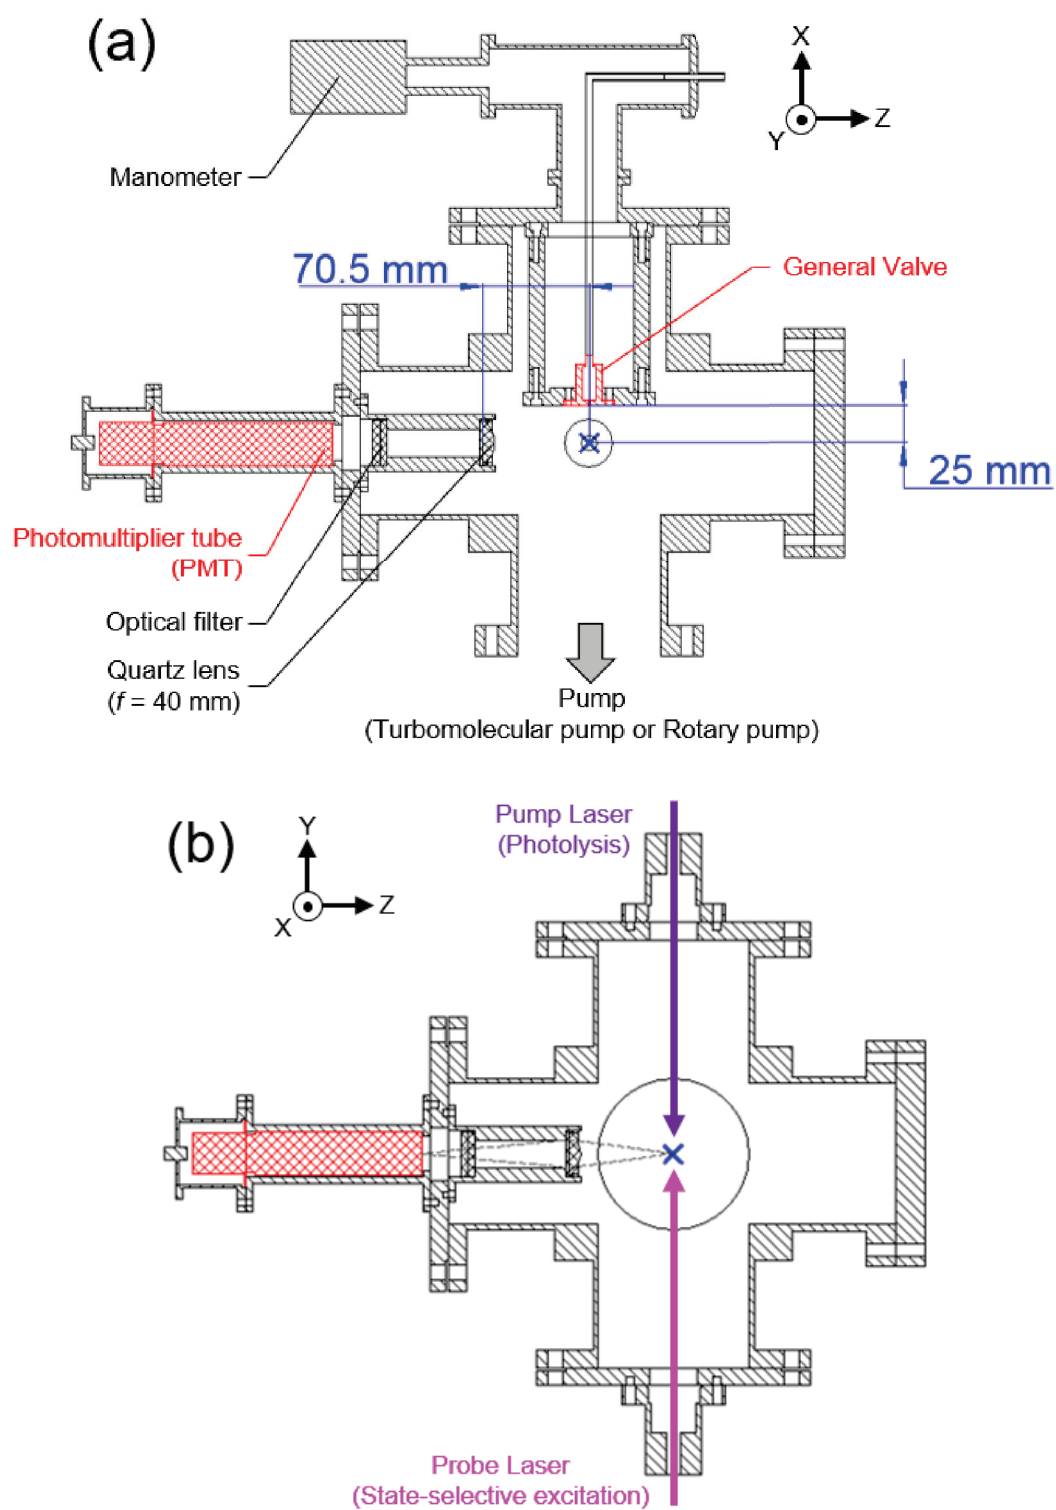 (a)
X
Y
Z
Manometer
70.5 mm
General Valve
25 mm
Photomultiplier tube
(PMT)
Optical filter
Quartz lens
(f = 40 mm)
Pump
(Turbomolecular pump or Rotary pump)
(b)
Y
X
Z
Pump Laser
(Photolysis)
Probe Laser
(State-selective excitation)